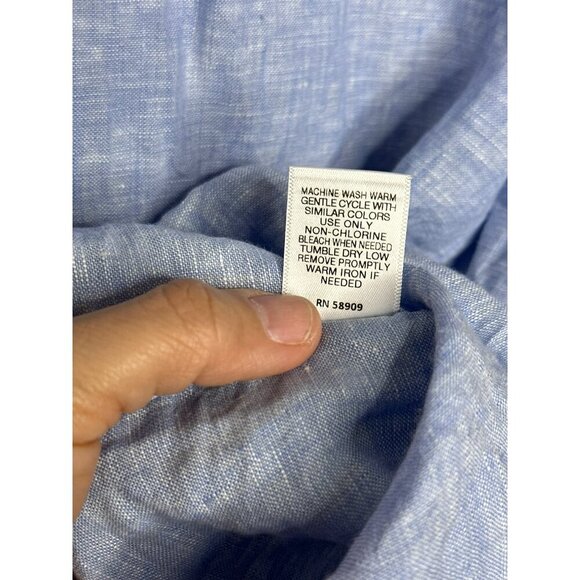 MACHINE WASH WARM
GENTLE CYCLE WITH
SIMILAR COLORS
USE ONLY
NON-CHLORINE
BLEACH WHEN NEEDED
TUMBLE DRY LOW
REMOVE PROMPTLY
WARM IRON IF
NEEDED
RN 58909